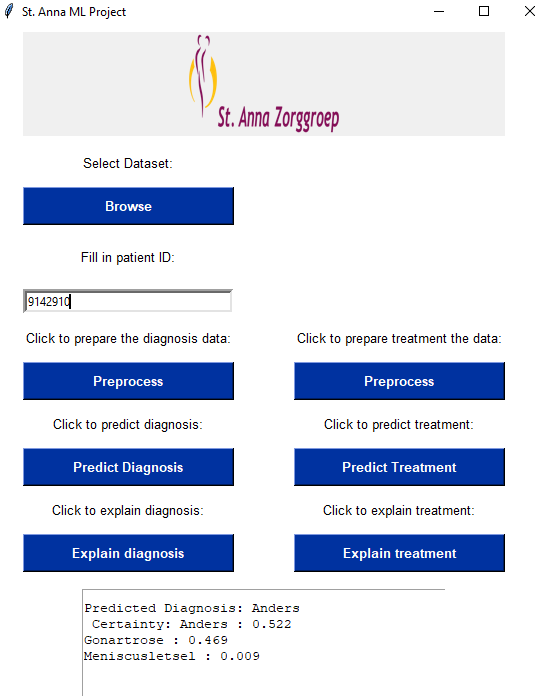 St. Anna ML Project
St. Anna Zorggroep
Select Dataset:
Browse
Fill in patient ID:
9142910
Click to prepare the diagnosis data:
Click to prepare treatment the data:
Preprocess
Preprocess
Click to predict diagnosis:
Click to predict treatment:
Predict Diagnosis
Predict Treatment
Click to explain diagnosis:
Click to explain treatment:
Explain diagnosis
Explain treatment
Predicted Diagnosis: Anders
Certainty: Anders : 0.522
Gonartrose : 0.469
Meniscusletsel : 0.009